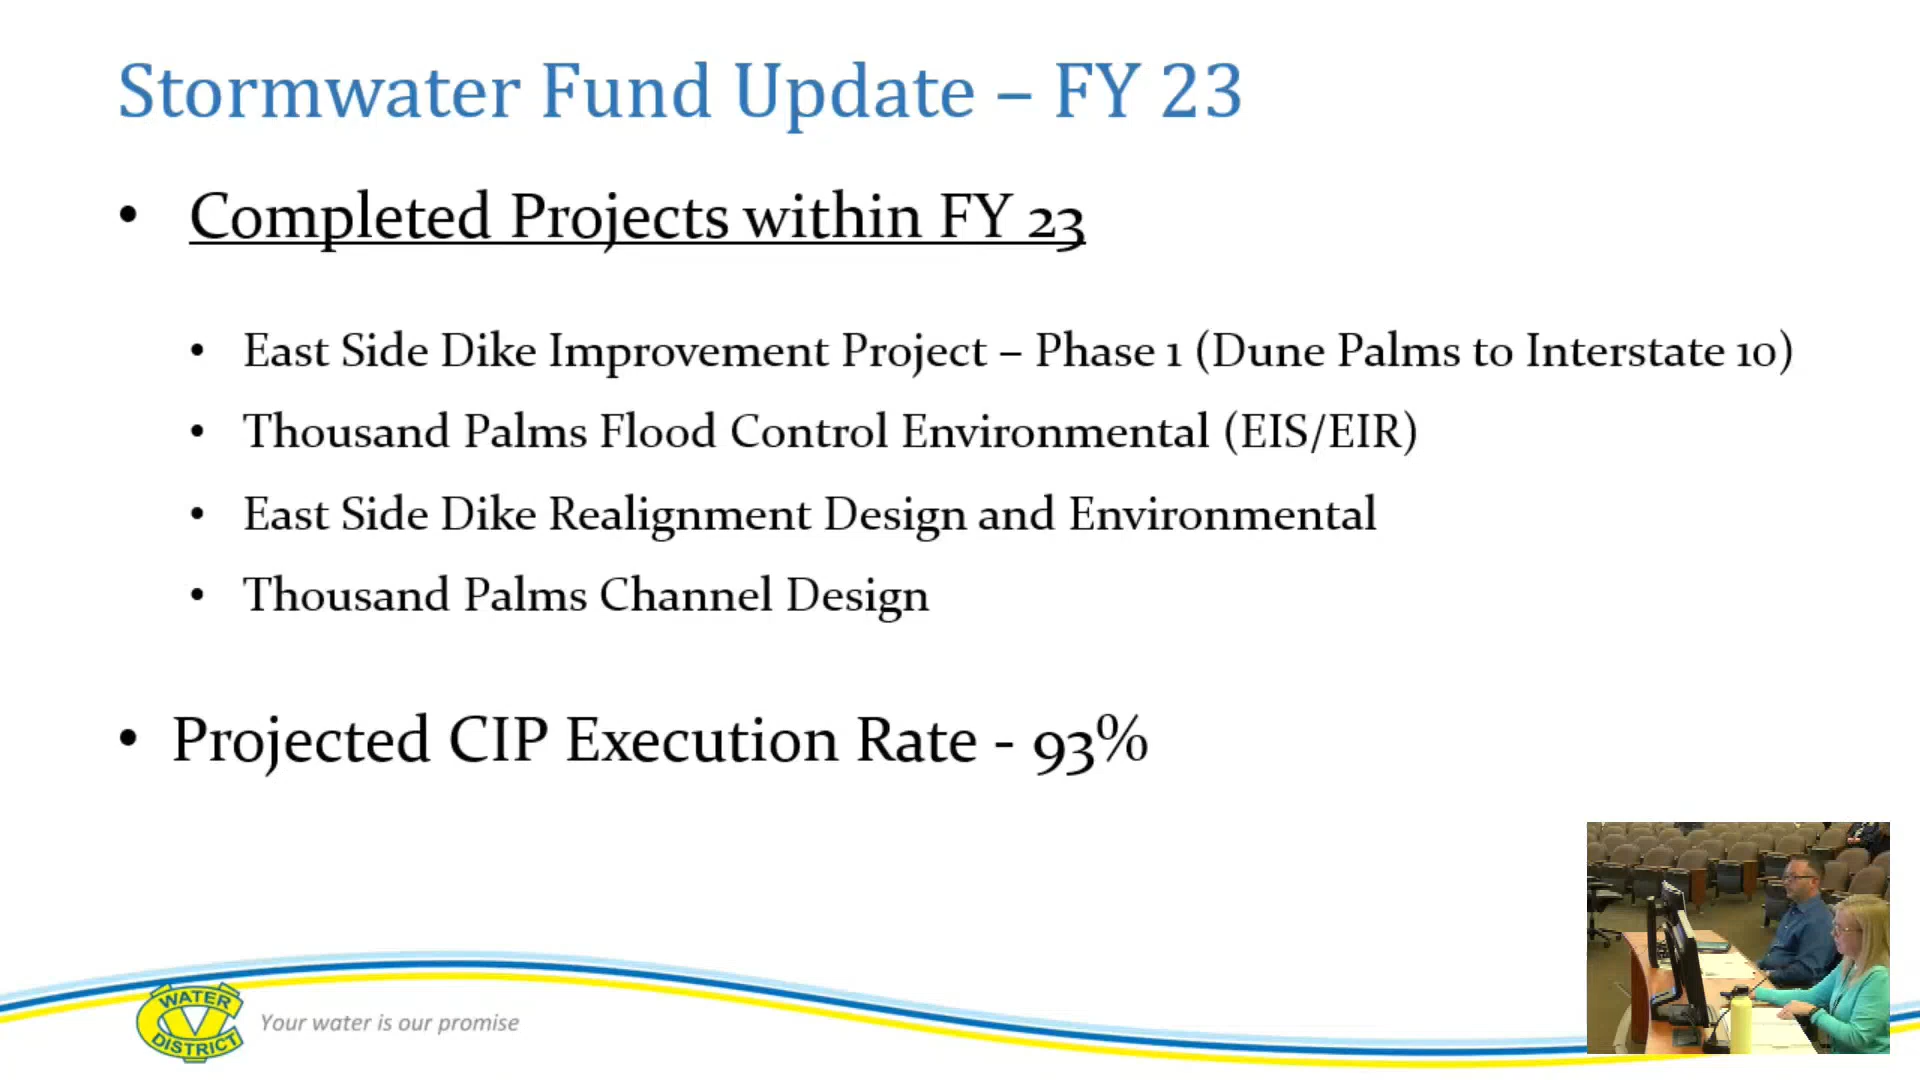 Stormwater Fund Update – FY 23
• Completed Projects within FY 23
• East Side Dike Improvement Project – Phase 1 (Dune Palms to Interstate 10)
• Thousand Palms Flood Control Environmental (EIS/EIR)
• East Side Dike Realignment Design and Environmental
• Thousand Palms Channel Design
• Projected CIP Execution Rate - 93%
WATER
CV
DISTRICT
Your water is our promise